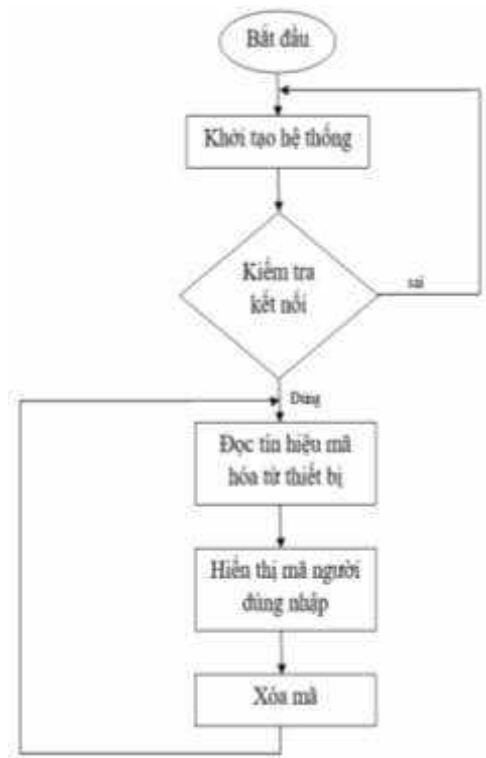 Bắt đầu
Khởi tạo hệ thống
Kiểm tra
kết nối
sai
Đúng
Đọc tín hiệu mã
hóa từ thiết bị
Hiển thị mã người
dùng nhập
Xóa mã